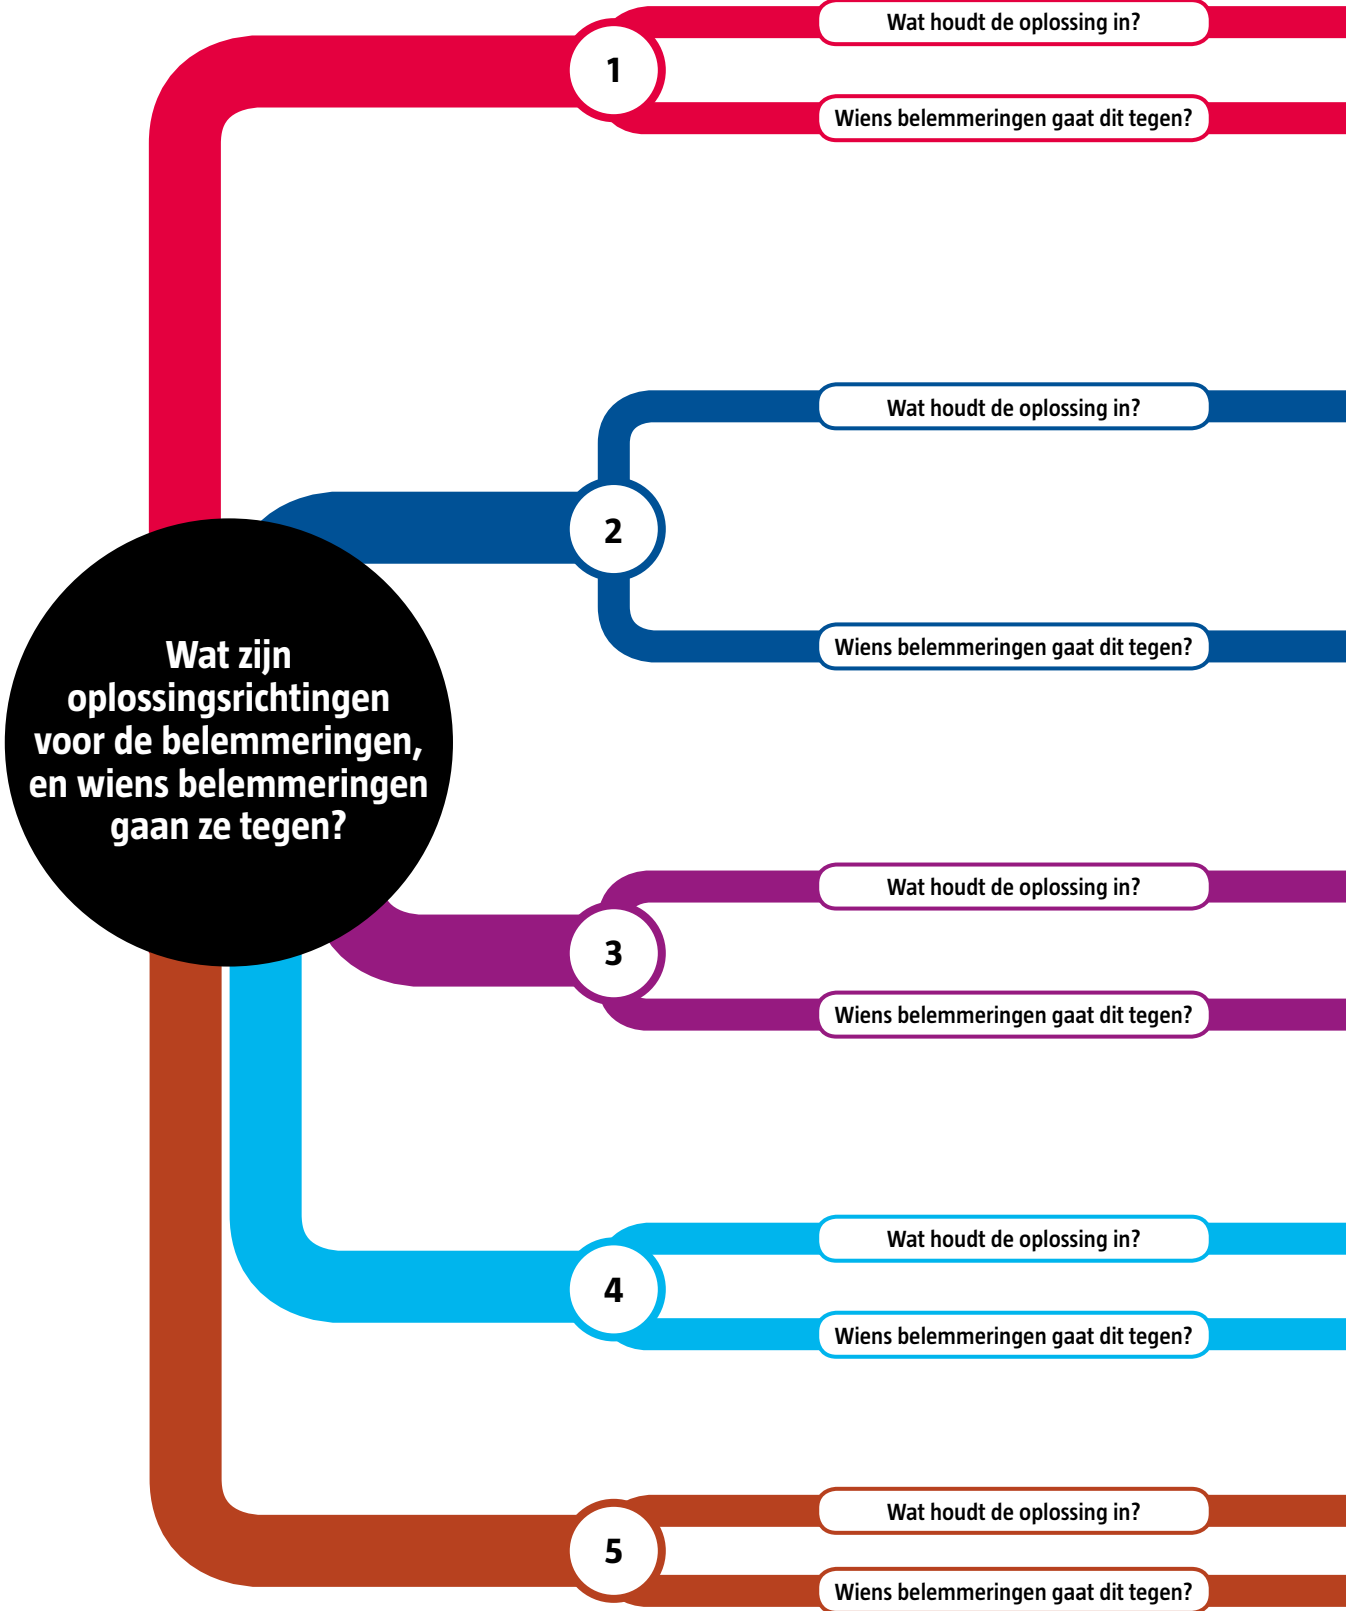 Wat houdt de oplossing in?
1
Wiens belemmeringen gaat dit tegen?
Wat houdt de oplossing in?
2
Wiens belemmeringen gaat dit tegen?
Wat zijn
oplossingsrichtingen
voor de belemmeringen,
en wiens belemmeringen
gaan ze tegen?
Wat houdt de oplossing in?
3
Wiens belemmeringen gaat dit tegen?
Wat houdt de oplossing in?
4
Wiens belemmeringen gaat dit tegen?
Wat houdt de oplossing in?
5
Wiens belemmeringen gaat dit tegen?